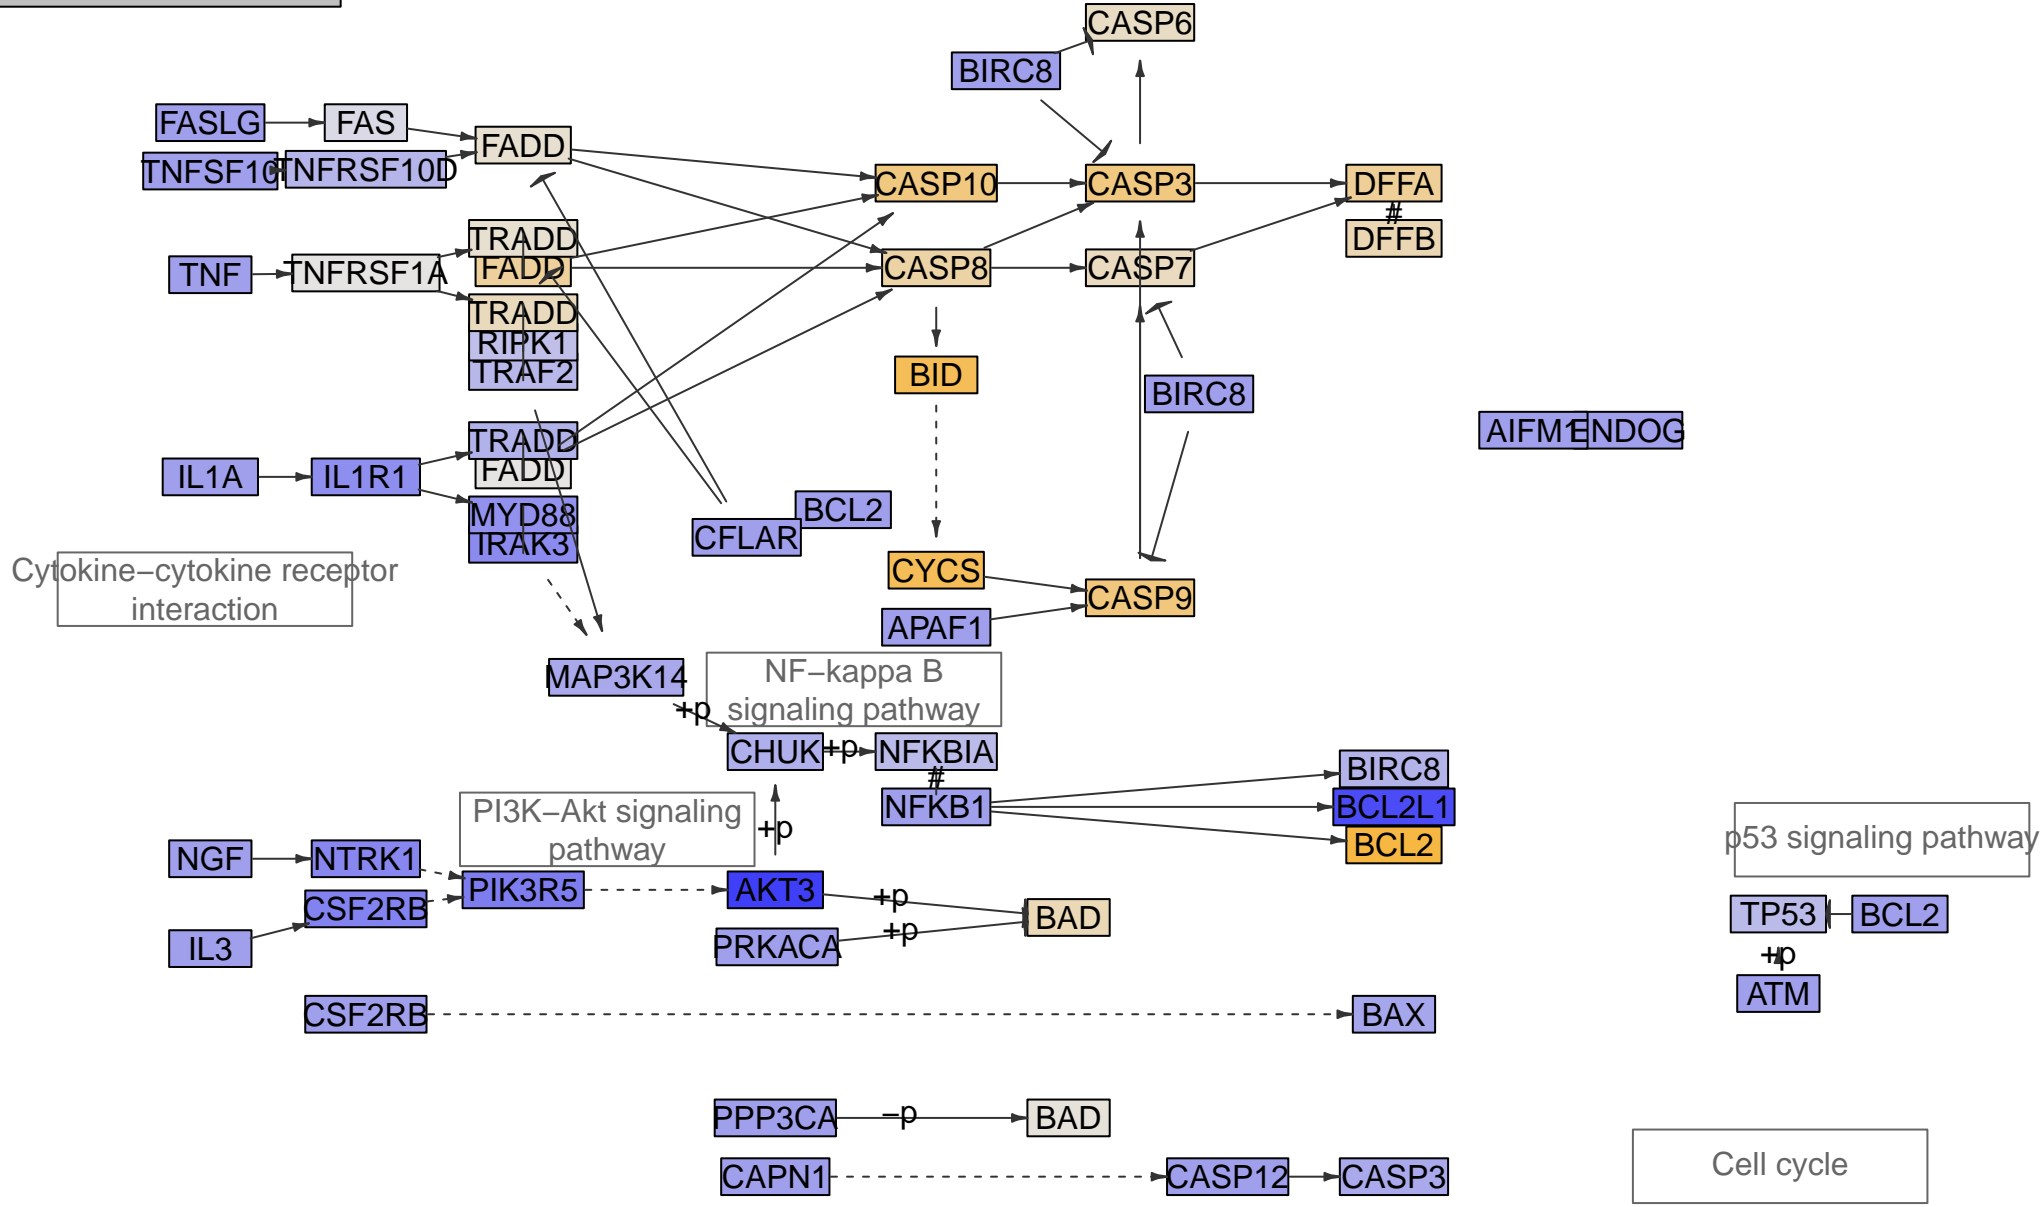 CASP6
BIRC8
FASLG
FAS
FADD
TNFSF10
TNFRSF10D
CASP10
CASP3
DFFA
#
DFFB
TRADD
FADD
TNF
TNFRSF1A
CASP8
CASP7
TRADD
RIPK1
TRAF2
BID
BIRC8
AIFM1
ENDOG
TRADD
FADD
IL1A
IL1R1
MYD88
IRAK3
BCL2
CFLAR
Cytokine−cytokine receptor
interaction
CYCS
CASP9
APAF1
MAP3K14
NF−kappa B
signaling pathway
+p
CHUK
+p
NFKBIA
#
NFKB1
BIRC8
BCL2L1
BCL2
PI3K−Akt signaling
pathway
+p
p53 signaling pathway
NGF
NTRK1
PIK3R5
AKT3
+p
CSF2RB
BAD
TP53
BCL2
IL3
PRKACA
+p
+p
ATM
CSF2RB
BAX
PPP3CA
−p
BAD
CAPN1
CASP12
CASP3
Cell cycle